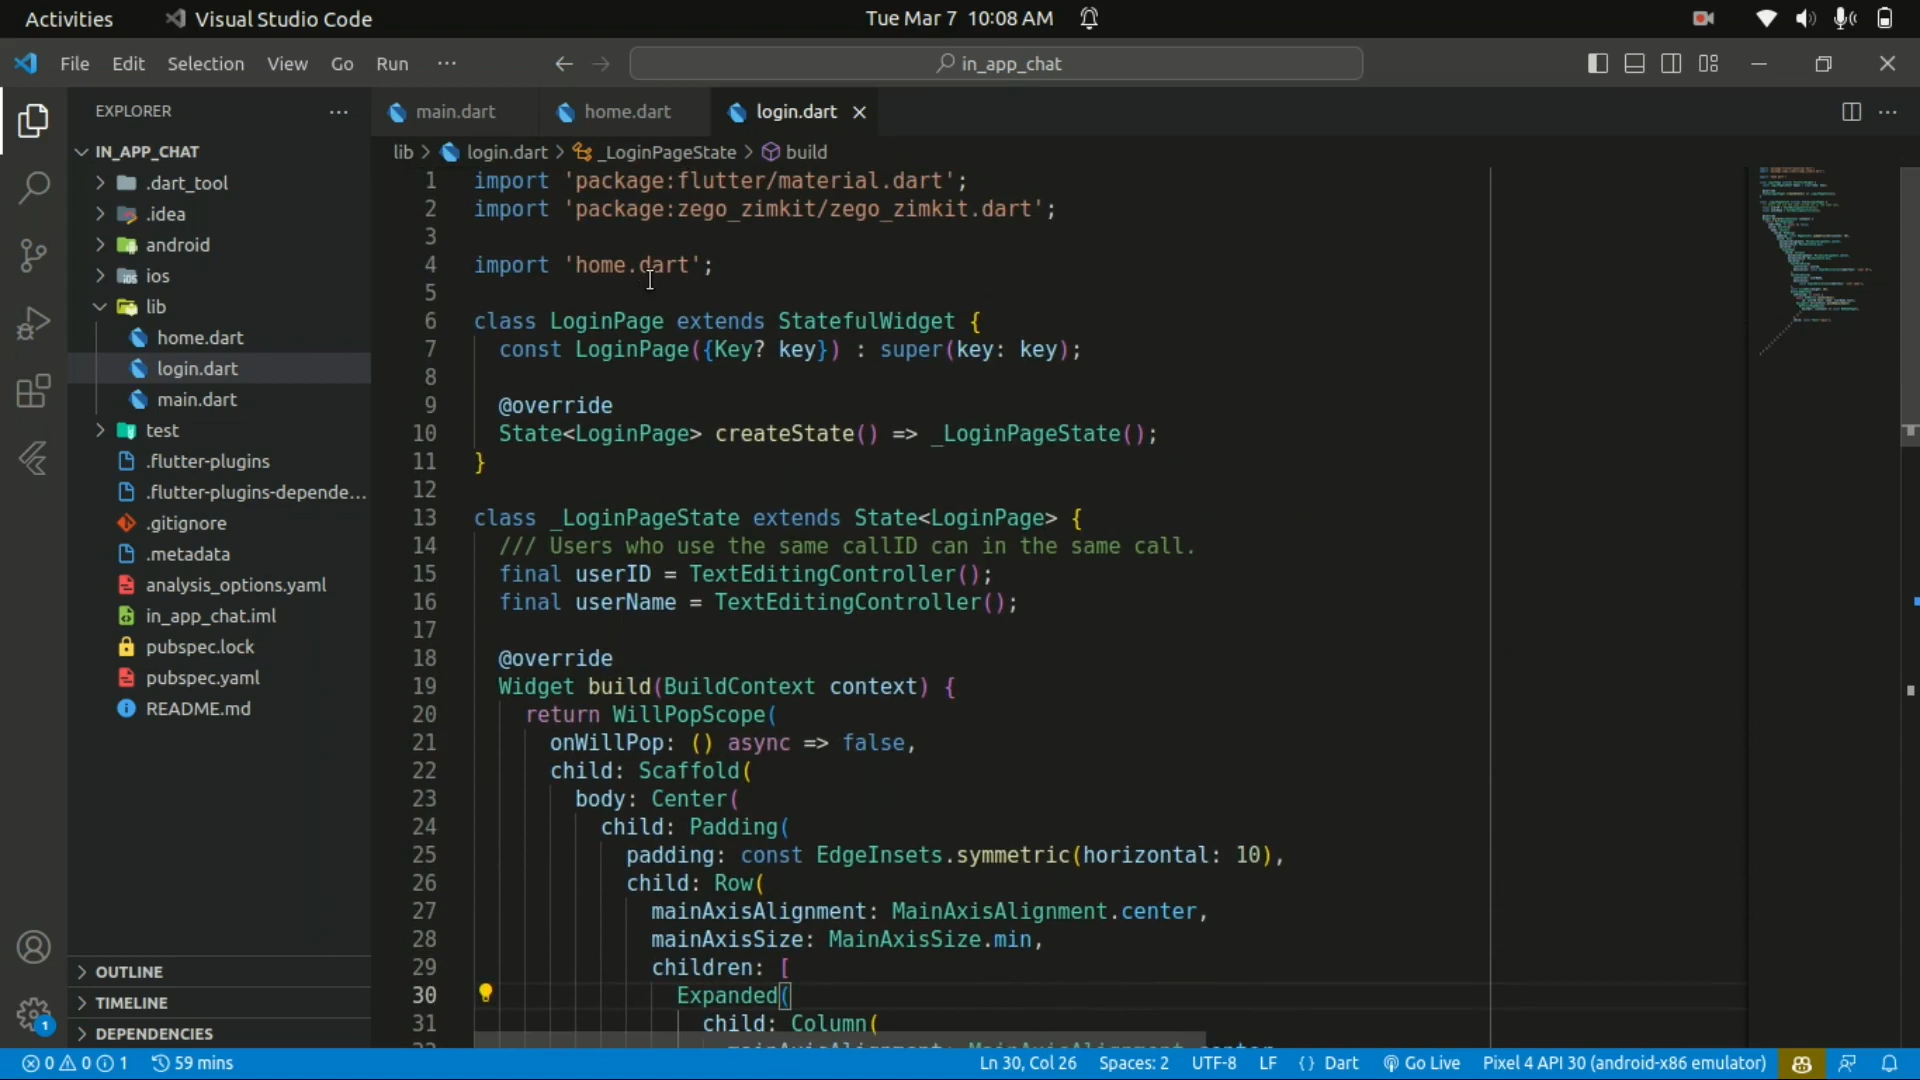 Activities
Visual Studio Code
Tue Mar 7 10:08 AM
File Edit Selection View Go Run ···
in_app_chat
EXPLORER
IN_APP_CHAT
.dart_tool
.idea
android
ios
lib
home.dart
login.dart
main.dart
test
.flutter-plugins
.flutter-plugins-depende...
.gitignore
.metadata
analysis_options.yaml
in_app_chat.iml
pubspec.lock
pubspec.yaml
README.md
OUTLINE
TIMELINE
DEPENDENCIES
1
main.dart home.dart login.dart
lib > login.dart > _LoginPageState > build
1 import 'package:flutter/material.dart';
2 import 'package:zego_zimkit/zego_zimkit.dart';
3
4 import 'home.dart';
5
6 class LoginPage extends StatefulWidget {
7 const LoginPage({Key? key}) : super(key: key);
8
9 @override
10 State<LoginPage> createState() => _LoginPageState();
11 }
12
13 class _LoginPageState extends State<LoginPage> {
14 /// Users who use the same callID can in the same call.
15 final userID = TextEditingController();
16 final userName = TextEditingController();
17
18 @override
19 Widget build(BuildContext context) {
20 return WillPopScope(
21 onWillPop: () async => false,
22 child: Scaffold(
23 body: Center(
24 child: Padding(
25 padding: const EdgeInsets.symmetric(horizontal: 10),
26 child: Row(
27 mainAxisAlignment: MainAxisAlignment.center,
28 mainAxisSize: MainAxisSize.min,
29 children: [
30 Expanded(
31 child: Column(
0 0 1 59 mins
Ln 30, Col 26 Spaces: 2 UTF-8 LF {} Dart Go Live Pixel 4 API 30 (android-x86 emulator)